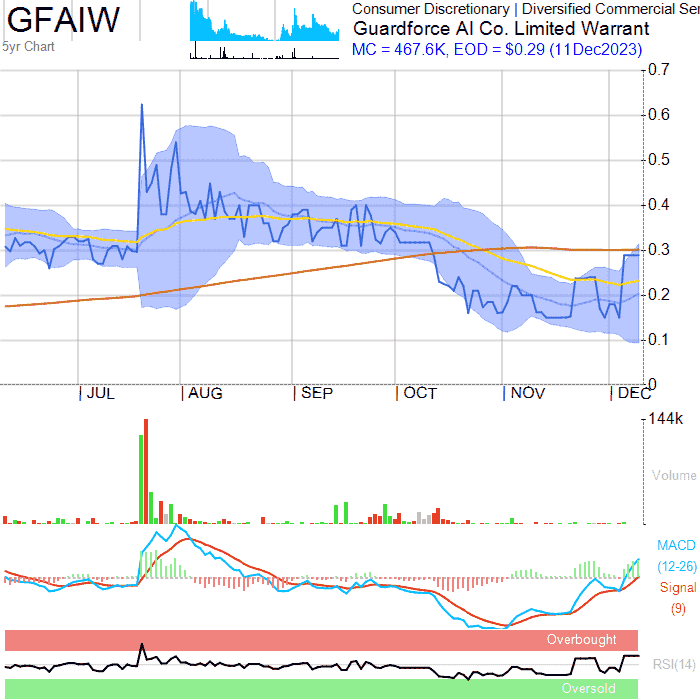 GFAIW
5yr Chart
Consumer Discretionary | Diversified Commercial Ser
Guardforce AI Co. Limited Warrant
MC = 467.6K, EOD = $0.29 (11Dec2023)
0.7
0.6
0.5
0.4
0.3
0.2
0.1
0
JUL
AUG
SEP
OCT
NOV
DEC
144k
Volume
MACD
(12-26)
Signal
(9)
Overbought
RSI(14)
Oversold